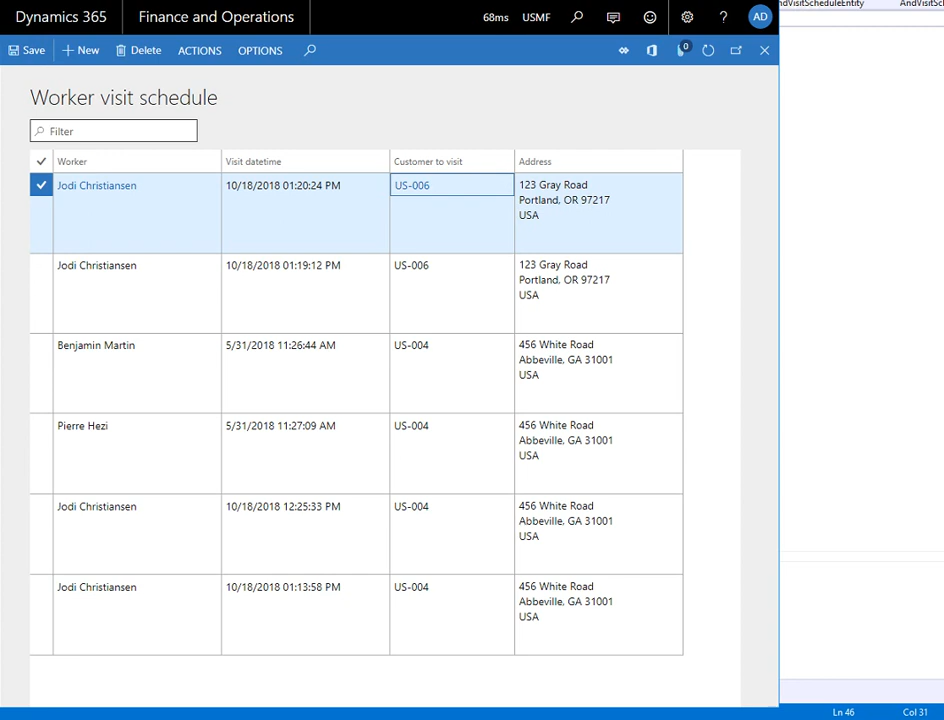 Dynamics 365
Finance and Operations
68ms
USMF
AD
ndVisitScheduleEntity
AndVisitSch
Save
New
Delete
ACTIONS
OPTIONS
0
Worker visit schedule
Filter
Worker
Visit datetime
Customer to visit
Address
Jodi Christiansen
10/18/2018 01:20:24 PM
US-006
123 Gray Road
Portland, OR 97217
USA
Jodi Christiansen
10/18/2018 01:19:12 PM
US-006
123 Gray Road
Portland, OR 97217
USA
Benjamin Martin
5/31/2018 11:26:44 AM
US-004
456 White Road
Abbeville, GA 31001
USA
Pierre Hezi
5/31/2018 11:27:09 AM
US-004
456 White Road
Abbeville, GA 31001
USA
Jodi Christiansen
10/18/2018 12:25:33 PM
US-004
456 White Road
Abbeville, GA 31001
USA
Jodi Christiansen
10/18/2018 01:13:58 PM
US-004
456 White Road
Abbeville, GA 31001
USA
Ln 46
Col 31